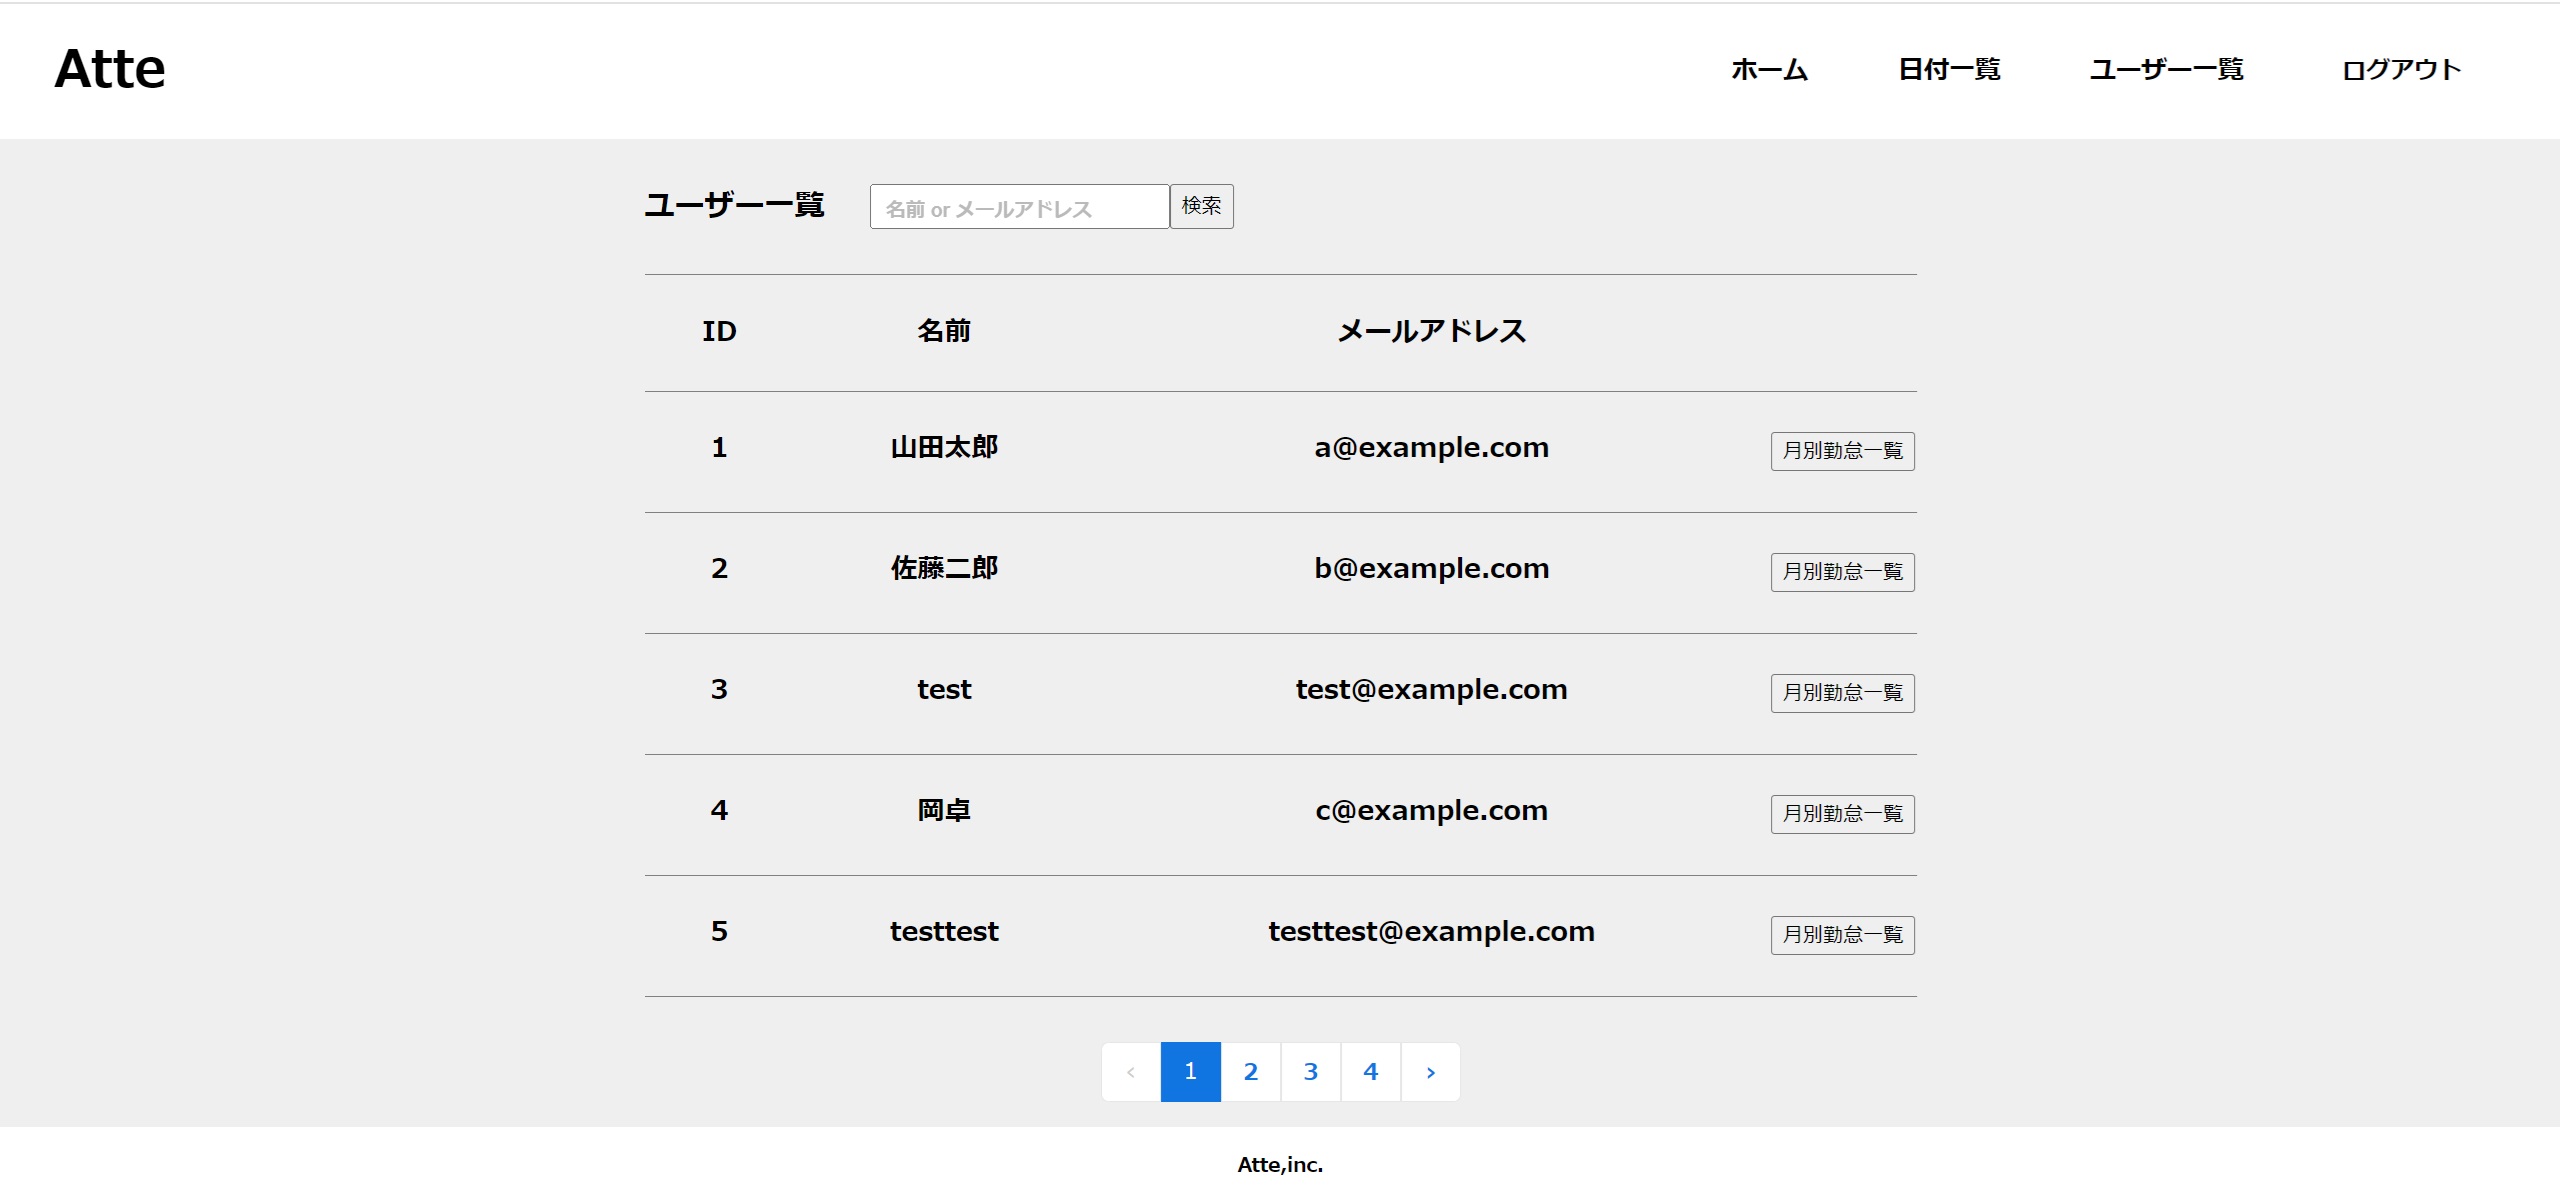 Atte ホーム 日付一覧 ユーザー一覧 ログアウト
ユーザー一覧 名前 or メールアドレス 検索
ID 名前 メールアドレス
1 山田太郎 a@example.com 月別勤怠一覧
2 佐藤二郎 b@example.com 月別勤怠一覧
3 test test@example.com 月別勤怠一覧
4 岡卓 c@example.com 月別勤怠一覧
5 testtest testtest@example.com 月別勤怠一覧
‹ 1 2 3 4 ›
Atte,inc.